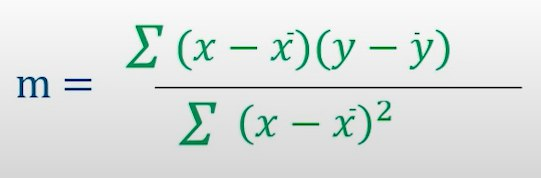 m = ∑ (x − x̄)(y − ȳ)
∑ (x − x̄)²